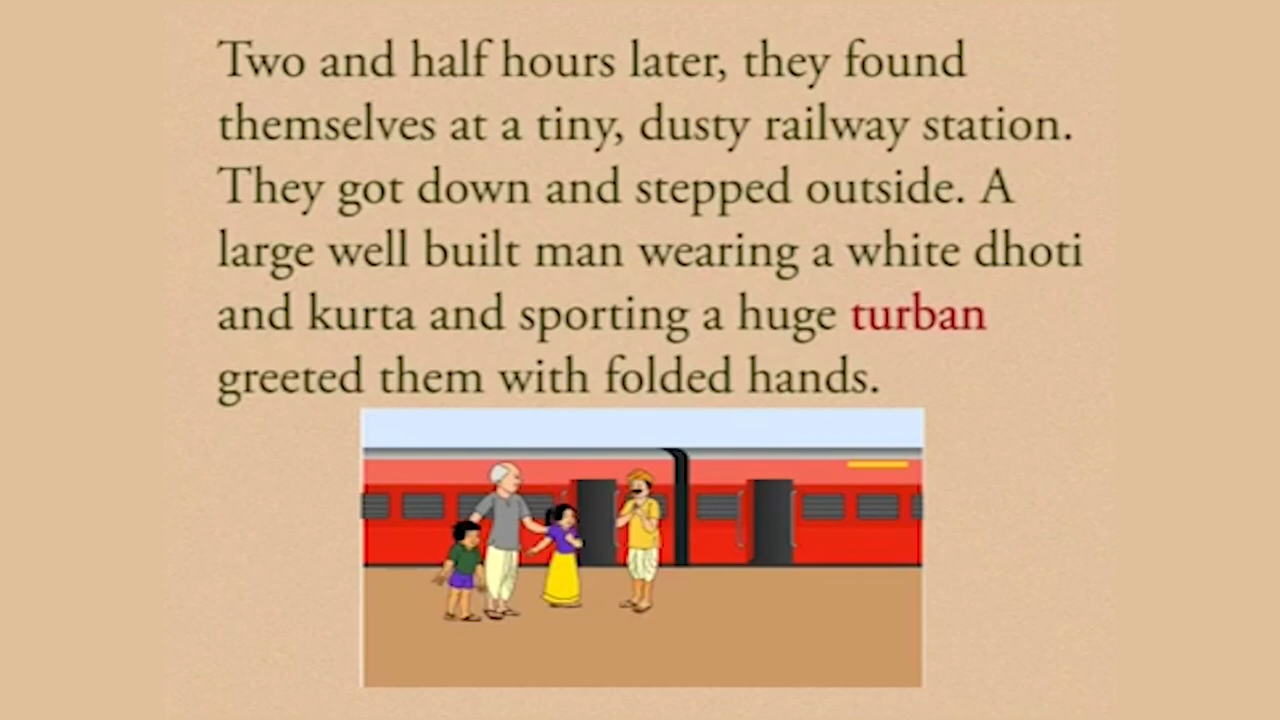 Two and half hours later, they found
themselves at a tiny, dusty railway station.
They got down and stepped outside. A
large well built man wearing a white dhoti
and kurta and sporting a huge turban
greeted them with folded hands.